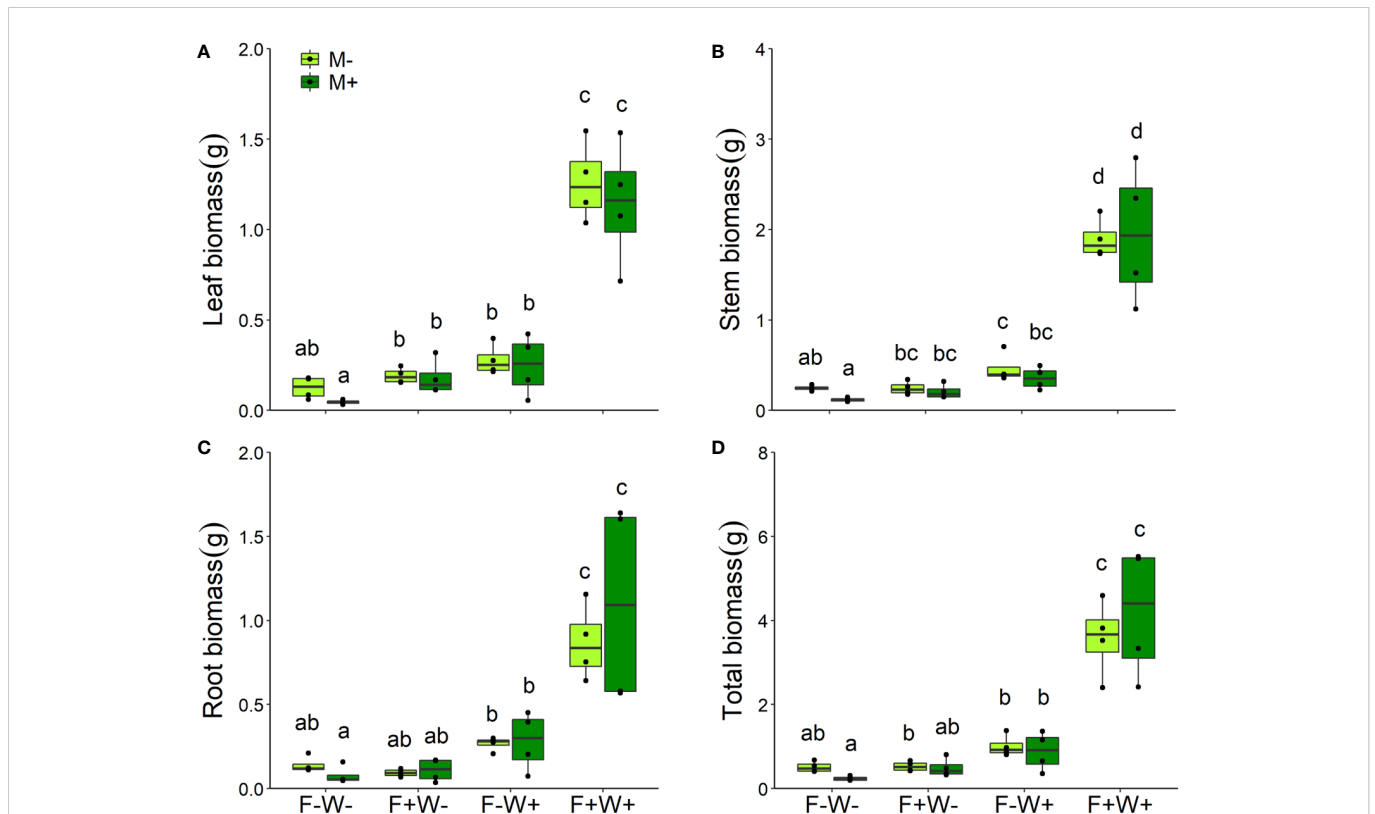 A
2.0
1.5
1.0
0.5
0.0
Leaf biomass(g)
M-
M+
ab a b b b b c c
B
4
3
2
1
0
Stem biomass(g)
ab a bc bc c bc d d
C
2.0
1.5
1.0
0.5
0.0
Root biomass(g)
ab a ab ab b b c c
F-W- F+W- F-W+ F+W+
D
8
6
4
2
0
Total biomass(g)
ab a b ab b b c c
F-W- F+W- F-W+ F+W+